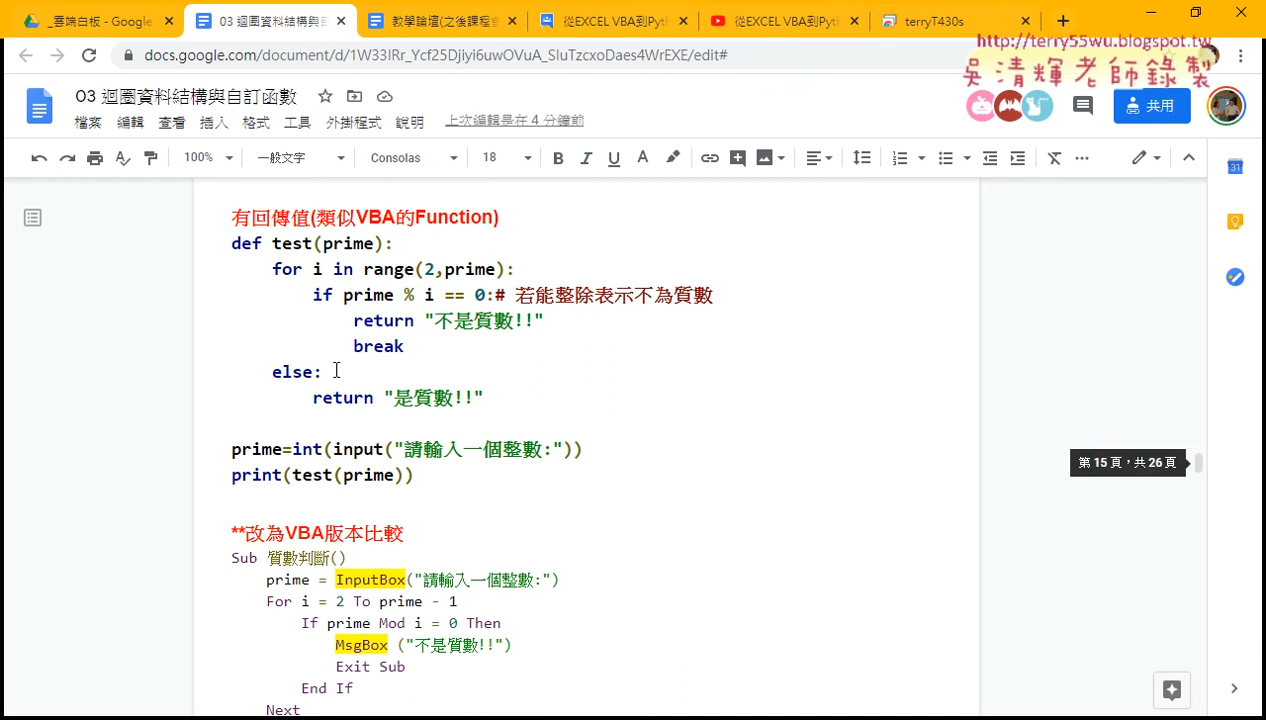 _雲端白板 - Google
03 迴圈資料結構與自
教學論壇(之後課程會
從EXCEL VBA到Pyth
從EXCEL VBA到Pyth
terryT430s
docs.google.com/document/d/1W33IRr_Ycf25Djiyi6uwOVuA_SIuTzcxoDaes4WrEXE/edit#
http://terry55wu.blogspot.tw
吳清輝老師錄製
03 迴圈資料結構與自訂函數
檔案 編輯 查看 插入 格式 工具 外掛程式 說明 上次編輯是在 4 分鐘前
共用
100% 一般文字 Consolas 18
31
有回傳值(類似VBA的Function)
def test(prime):
for i in range(2,prime):
if prime % i == 0:# 若能整除表示不為質數
return "不是質數!!"
break
else:
return "是質數!!"
prime=int(input("請輸入一個整數:"))
第 15 頁，共 26 頁
print(test(prime))
**改為VBA版本比較
Sub 質數判斷()
prime = InputBox("請輸入一個整數:")
For i = 2 To prime - 1
If prime Mod i = 0 Then
MsgBox ("不是質數!!")
Exit Sub
End If
Next